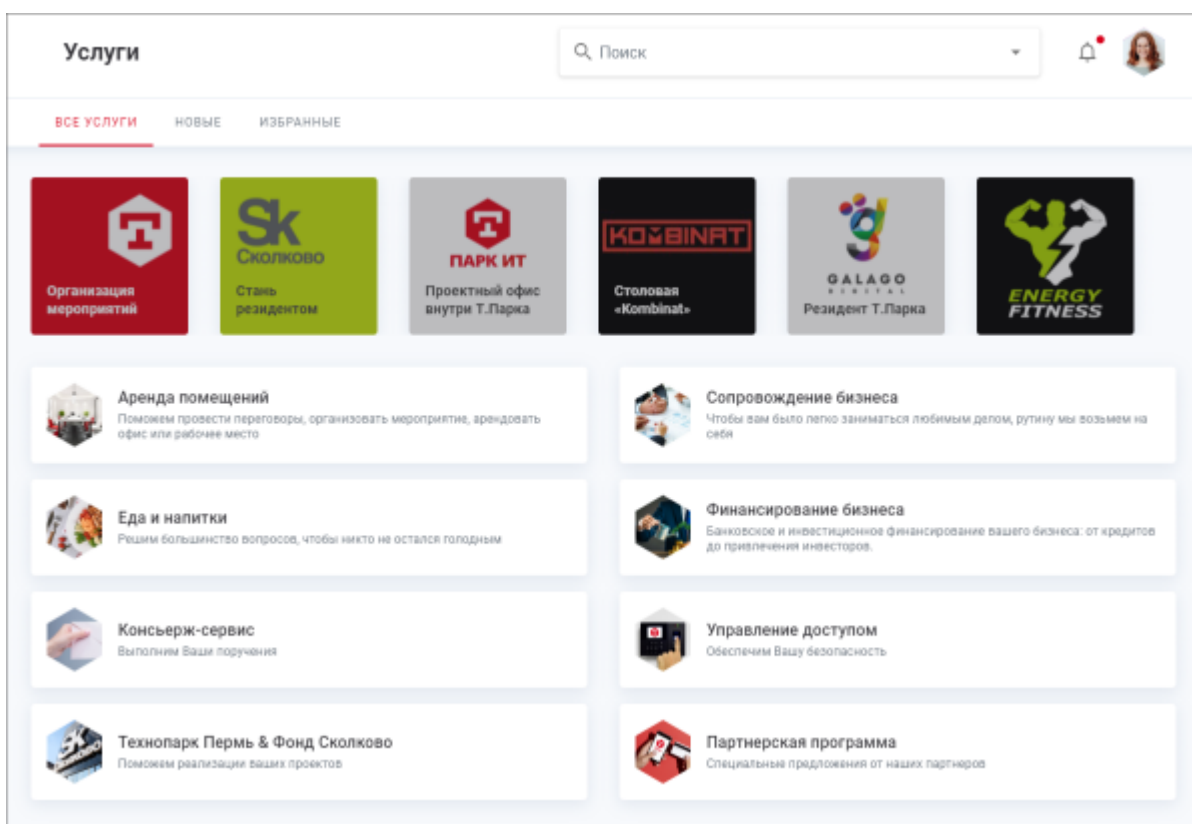 Услуги
Поиск
ВСЕ УСЛУГИ
НОВЫЕ
ИЗБРАННЫЕ
Организация
мероприятий
Sk
Сколково
Стань
резидентом
ПАРК ИТ
Проектный офис
внутри Т.Парка
KOMBINAT
Столовая
«Kombinat»
GALAGO
DIGITAL
Резидент Т.Парка
ENERGY
FITNESS
Аренда помещений
Поможем провести переговоры, организовать мероприятие, арендовать
офис или рабочее место
Сопровождение бизнеса
Чтобы вам было легко заниматься любимым делом, рутину мы возьмем на
себя
Еда и напитки
Решим большинство вопросов, чтобы никто не остался голодным
Финансирование бизнеса
Банковское и инвестиционное финансирование вашего бизнеса: от кредитов
до привлечения инвесторов.
Консьерж-сервис
Выполним Ваши поручения
Управление доступом
Обеспечим Вашу безопасность
Технопарк Пермь & Фонд Сколково
Поможем реализации ваших проектов
Партнерская программа
Специальные предложения от наших партнеров